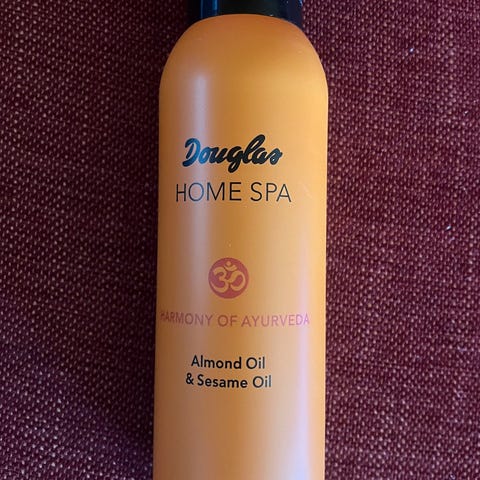 Douglas
HOME SPA
ॐ
HARMONY OF AYURVEDA
Almond Oil
& Sesame Oil